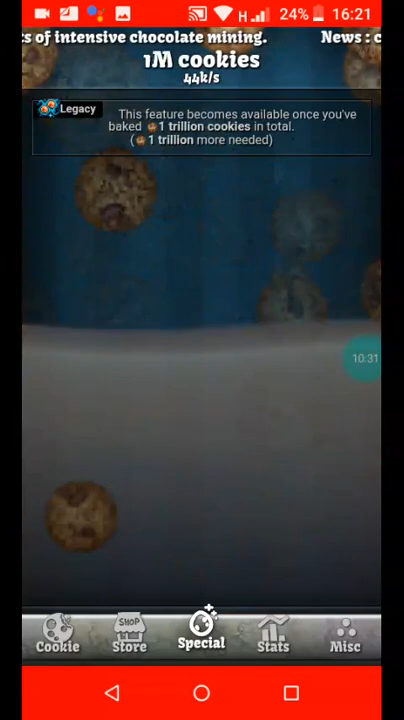 H 24% 16:21
ts of intensive chocolate mining. News : c
1M cookies
44k/s
Legacy
This feature becomes available once you've
baked 1 trillion cookies in total.
(1 trillion more needed)
10:31
SHOP
Cookie Store Special Stats Misc